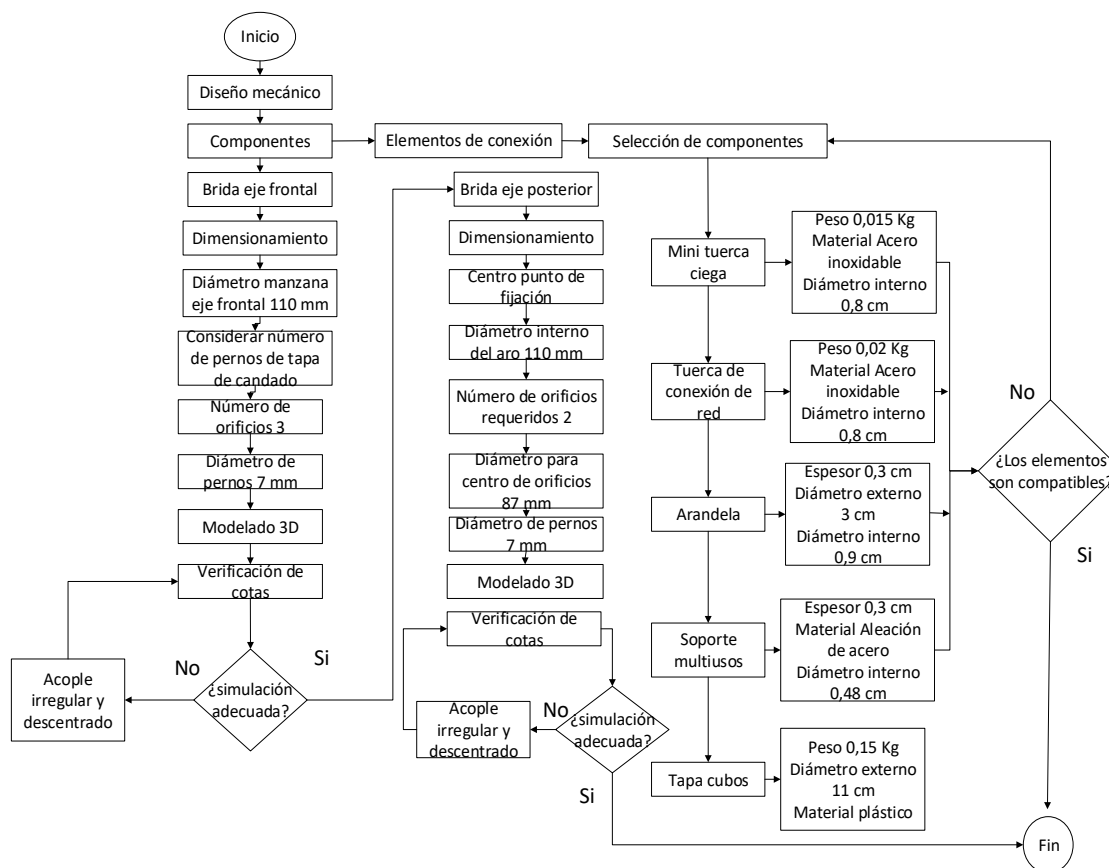 Inicio
Diseño mecánico
Componentes
Elementos de conexión
Selección de componentes
Brida eje frontal
Dimensionamiento
Diámetro manzana
eje frontal 110 mm
Considerar número
de pernos de tapa
de candado
Número de
orificios 3
Diámetro de
pernos 7 mm
Modelado 3D
Verificación de
cotas
¿simulación
adecuada?
No
Si
Acople
irregular y
descentrado
Brida eje posterior
Dimensionamiento
Centro punto de
fijación
Diámetro interno
del aro 110 mm
Número de orificios
requeridos 2
Diámetro para
centro de orificios
87 mm
Diámetro de pernos
7 mm
Modelado 3D
Verificación de
cotas
¿simulación
adecuada?
No
Si
Acople
irregular y
descentrado
Mini tuerca
ciega
Peso 0,015 Kg
Material Acero
inoxidable
Diámetro interno
0,8 cm
Tuerca de
conexión de
red
Peso 0,02 Kg
Material Acero
inoxidable
Diámetro interno
0,8 cm
Arandela
Espesor 0,3 cm
Diámetro externo
3 cm
Diámetro interno
0,9 cm
Soporte
multiusos
Espesor 0,3 cm
Material Aleación
de acero
Diámetro interno
0,48 cm
Tapa cubos
Peso 0,15 Kg
Diámetro externo
11 cm
Material plástico
¿Los elementos
son compatibles?
No
Si
Fin